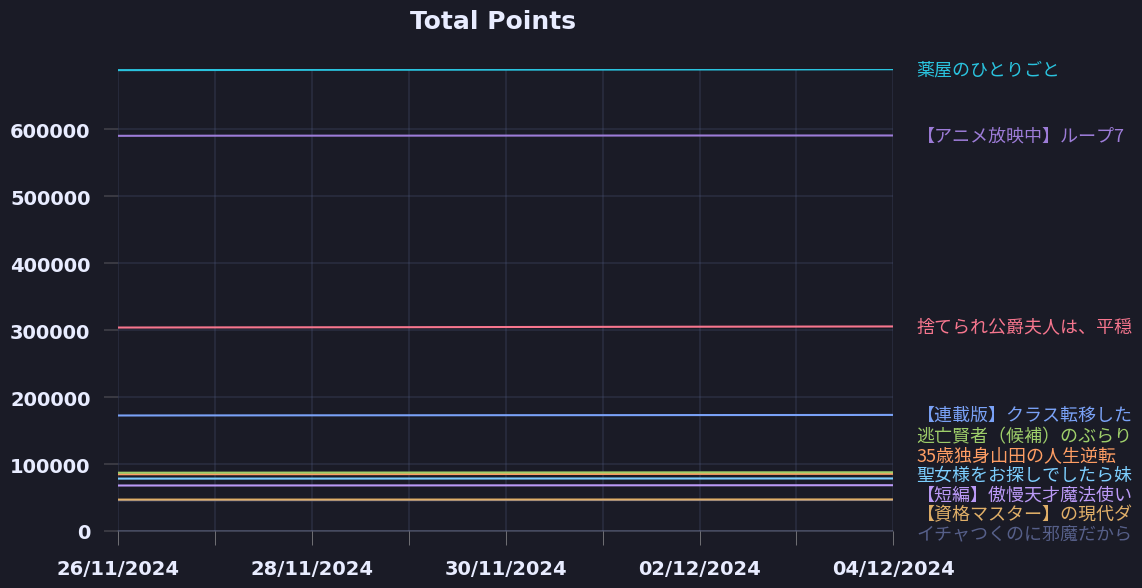 Total Points
薬屋のひとりごと
600000
【アニメ放映中】ループ7
500000
400000
捨てられ公爵夫人は、平穏
300000
200000
【連載版】クラス転移した
逃亡賢者（候補）のぶらり
35歳独身山田の人生逆転
100000
聖女様をお探しでしたら妹
【短編】傲慢天才魔法使い
【資格マスター】の現代ダ
0
イチャつくのに邪魔だから
26/11/2024
28/11/2024
30/11/2024
02/12/2024
04/12/2024